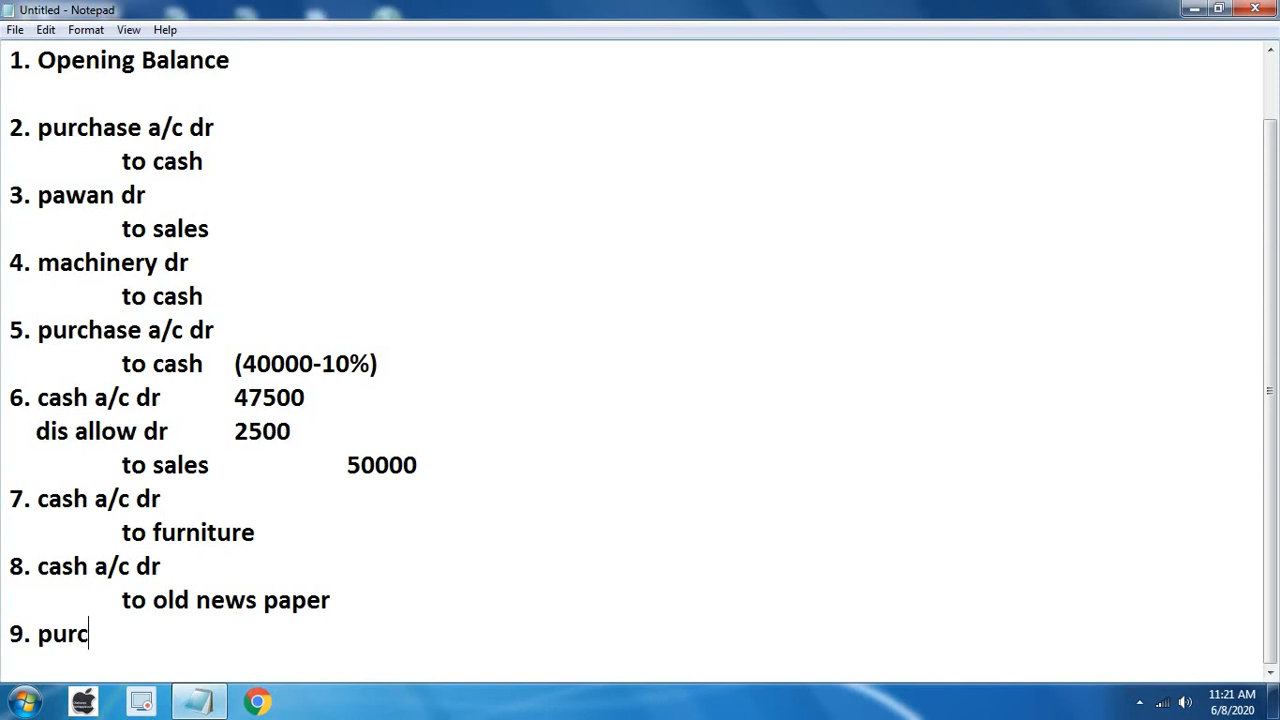 Untitled - Notepad
File Edit Format View Help
1. Opening Balance
2. purchase a/c dr
to cash
3. pawan dr
to sales
4. machinery dr
to cash
5. purchase a/c dr
to cash (40000-10%)
6. cash a/c dr 47500
dis allow dr 2500
to sales 50000
7. cash a/c dr
to furniture
8. cash a/c dr
to old news paper
9. purc
11:21 AM
6/8/2020